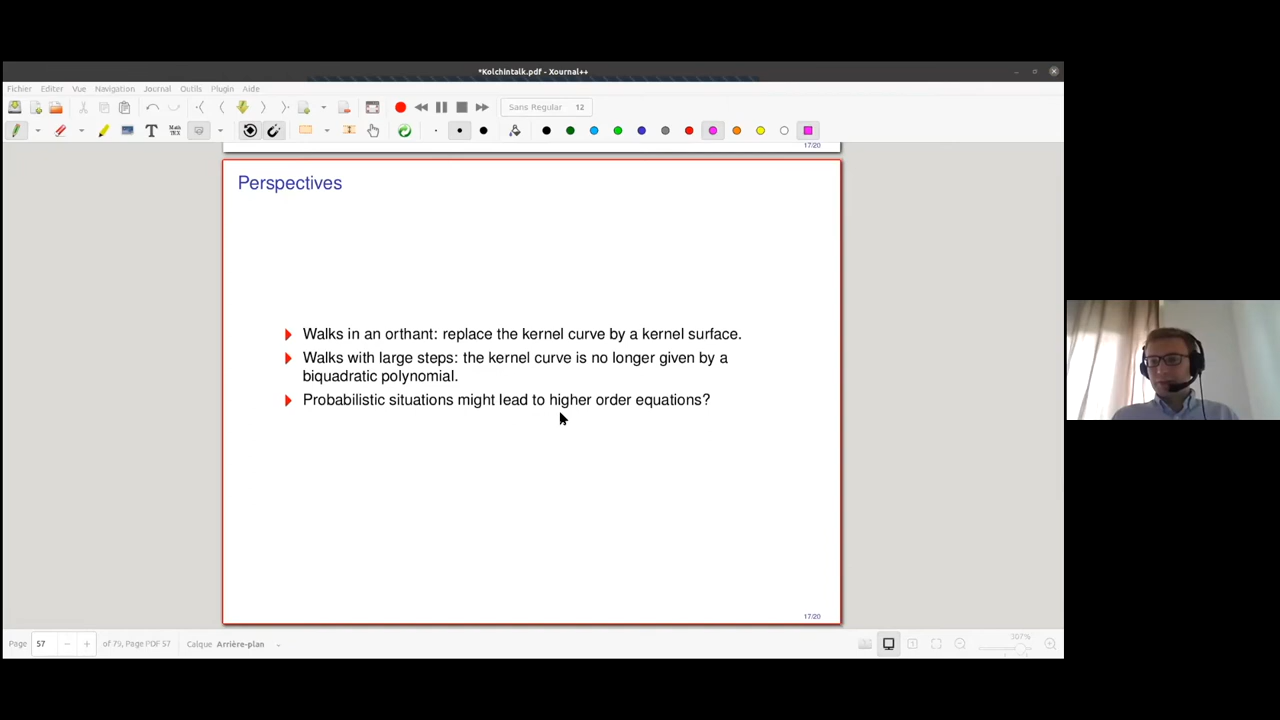 *Kolchintalk.pdf - Xournal++
Fichier Editer Vue Navigation Journal Outils Plugin Aide
Sans Regular 12
T Math TEX
17/20
Perspectives
Walks in an orthant: replace the kernel curve by a kernel surface.
Walks with large steps: the kernel curve is no longer given by a
biquadratic polynomial.
Probabilistic situations might lead to higher order equations?
17/20
Page 57 − + of 79, Page PDF 57 Calque Arrière-plan
307%